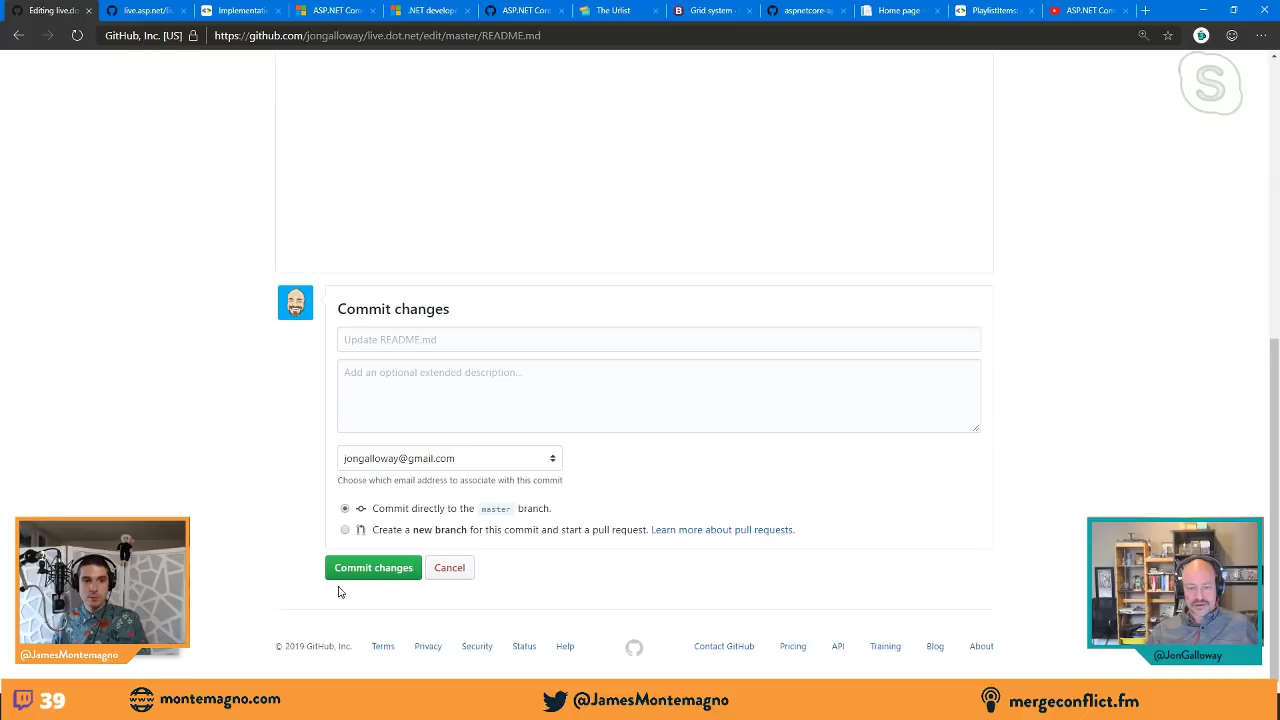 Editing live.do
live.asp.net/li
Implementatio
ASP.NET Com
.NET develop
ASP.NET Core
The Urlist
Grid system
aspnetcore-a
Home page
PlaylistItems:
ASP.NET Com
GitHub, Inc. [US]
https://github.com/jongalloway/live.dot.net/edit/master/README.md
S
Commit changes
Update README.md
Add an optional extended description...
jongalloway@gmail.com
Choose which email address to associate with this commit
Commit directly to the master branch.
Create a new branch for this commit and start a pull request. Learn more about pull requests.
Commit changes
Cancel
© 2019 GitHub, Inc.
Terms
Privacy
Security
Status
Help
Contact GitHub
Pricing
API
Training
Blog
About
@JamesMontemagno
@JonGalloway
39
montemagno.com
@JamesMontemagno
mergeconflict.fm